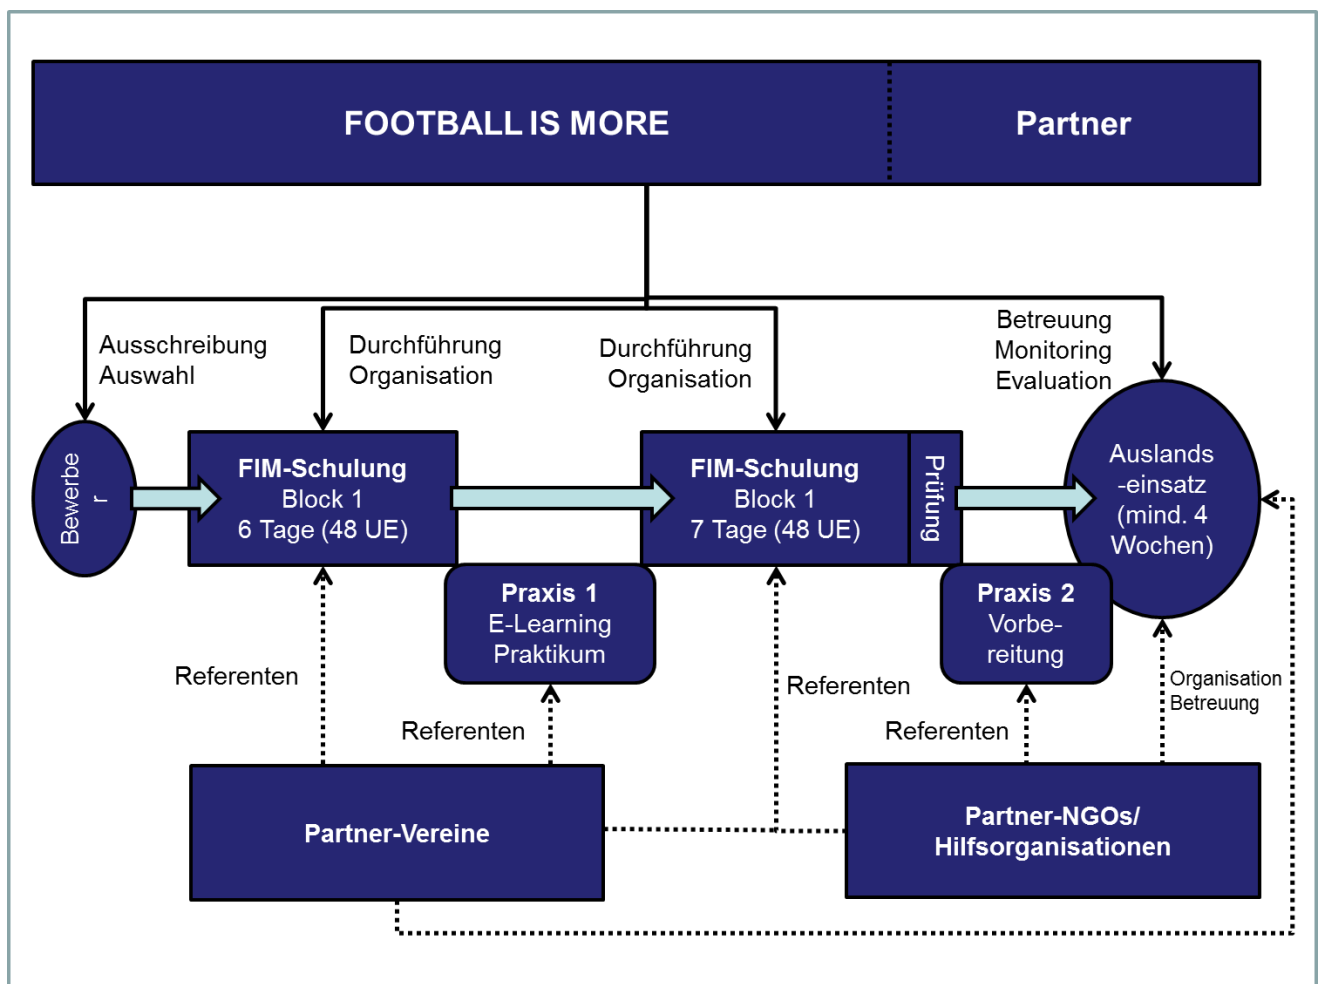 FOOTBALL IS MORE
Partner
Ausschreibung
Auswahl
Durchführung
Organisation
Durchführung
Organisation
Betreuung
Monitoring
Evaluation
Bewerbe
r
FIM-Schulung
Block 1
6 Tage (48 UE)
FIM-Schulung
Block 1
7 Tage (48 UE)
Prüfung
Auslands
-einsatz
(mind. 4
Wochen)
Praxis 1
E-Learning
Praktikum
Praxis 2
Vorbe-
reitung
Referenten
Referenten
Referenten
Referenten
Organisation
Betreuung
Partner-Vereine
Partner-NGOs/
Hilfsorganisationen